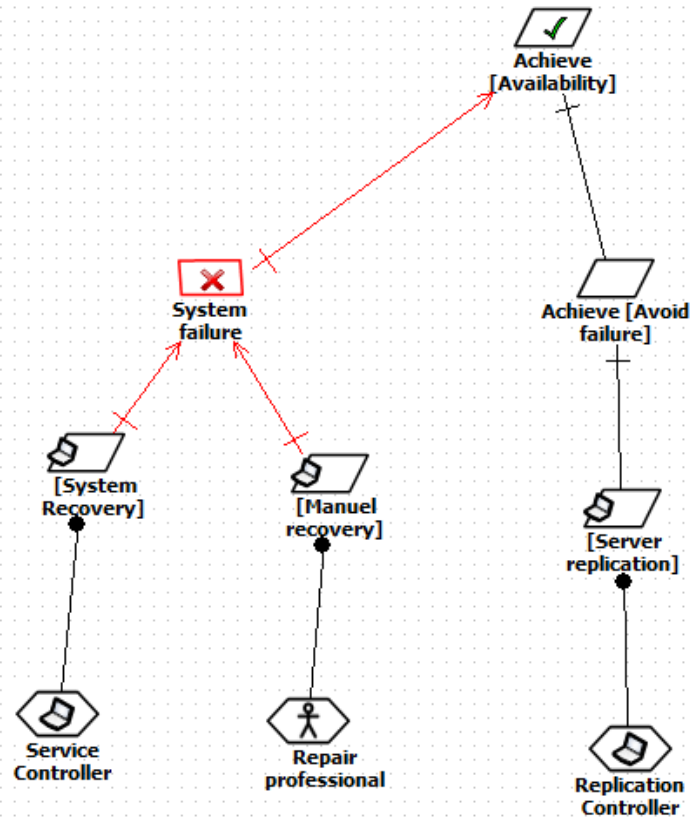 Achieve
[Availability]
System
failure
Achieve [Avoid
failure]
[System
Recovery]
[Manuel
recovery]
[Server
replication]
Service
Controller
Repair
professional
Replication
Controller